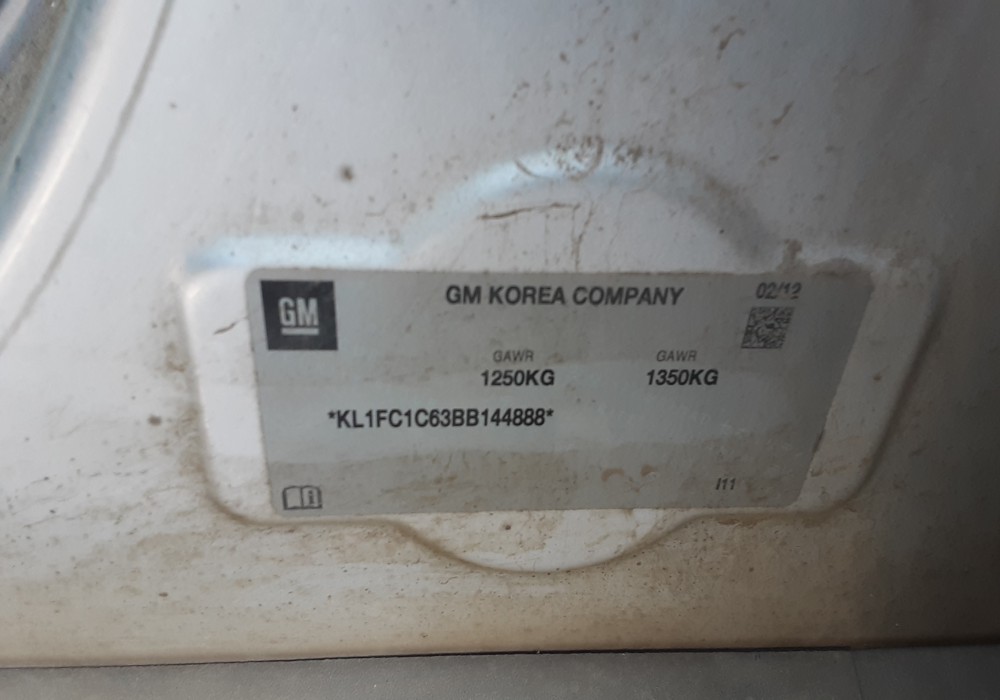 GM
GM KOREA COMPANY
02/12
GAWR GAWR
1250KG 1350KG
*KL1FC1C63BB144888*
I11